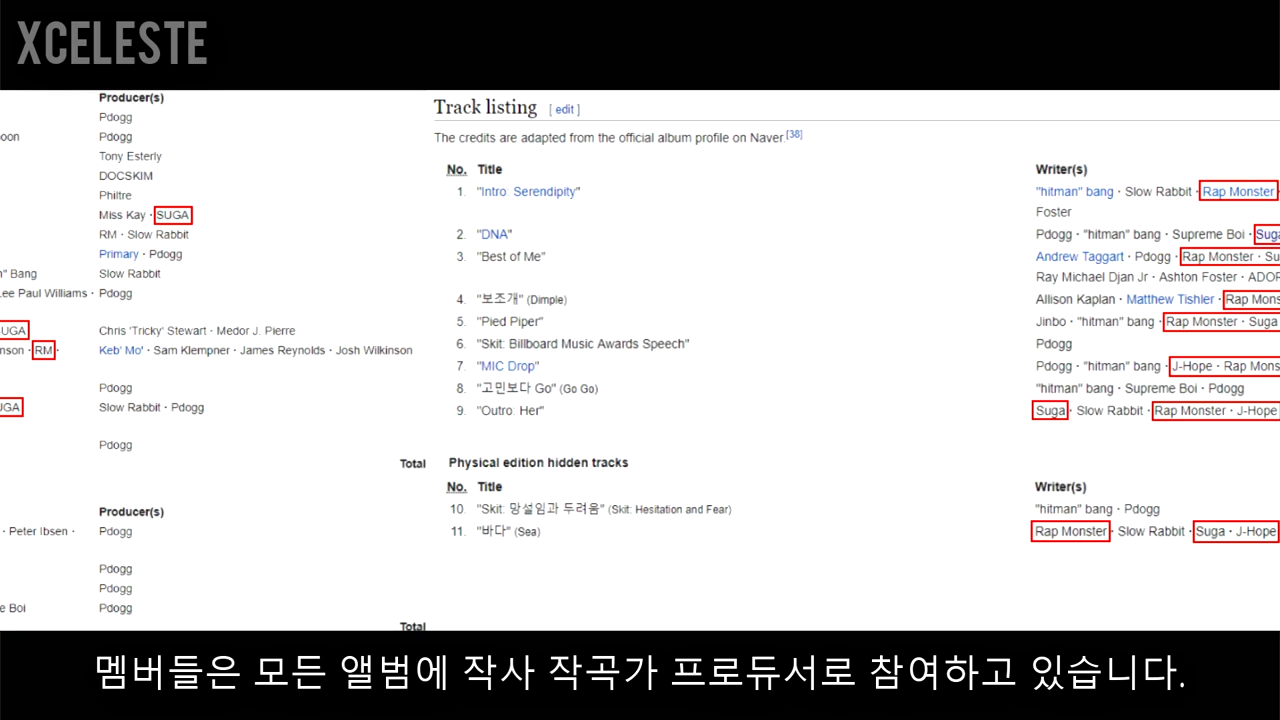 XCELESTE
Producer(s)
Pdogg
oon Pdogg
Tony Esterly
DOCSKIM
Philtre
Miss Kay · SUGA
RM · Slow Rabbit
Primary · Pdogg
" Bang Slow Rabbit
Lee Paul Williams · Pdogg
SUGA Chris 'Tricky' Stewart · Medor J. Pierre
nson · RM · Keb' Mo' · Sam Klempner · James Reynolds · Josh Wilkinson
Pdogg
UGA Slow Rabbit · Pdogg
Pdogg
Total
Producer(s)
· Peter Ibsen · Pdogg
Pdogg
Pdogg
e Boi Pdogg
Total
Track listing [ edit ]
The credits are adapted from the official album profile on Naver.[38]
No. Title Writer(s)
1. "Intro: Serendipity" "hitman" bang · Slow Rabbit · Rap Monster
Foster
2. "DNA" Pdogg · "hitman" bang · Supreme Boi · Suga
3. "Best of Me" Andrew Taggart · Pdogg · Rap Monster · Su
Ray Michael Djan Jr · Ashton Foster · ADOR
4. "보조개" (Dimple) Allison Kaplan · Matthew Tishler · Rap Mons
5. "Pied Piper" Jinbo · "hitman" bang · Rap Monster · Suga
6. "Skit: Billboard Music Awards Speech" Pdogg
7. "MIC Drop" Pdogg · "hitman" bang · J-Hope · Rap Mons
8. "고민보다 Go" (Go Go) "hitman" bang · Supreme Boi · Pdogg
9. "Outro: Her" Suga · Slow Rabbit · Rap Monster · J-Hope
Physical edition hidden tracks
No. Title Writer(s)
10. "Skit: 망설임과 두려움" (Skit: Hesitation and Fear) "hitman" bang · Pdogg
11. "바다" (Sea) Rap Monster · Slow Rabbit · Suga · J-Hope
멤버들은 모든 앨범에 작사 작곡가 프로듀서로 참여하고 있습니다.